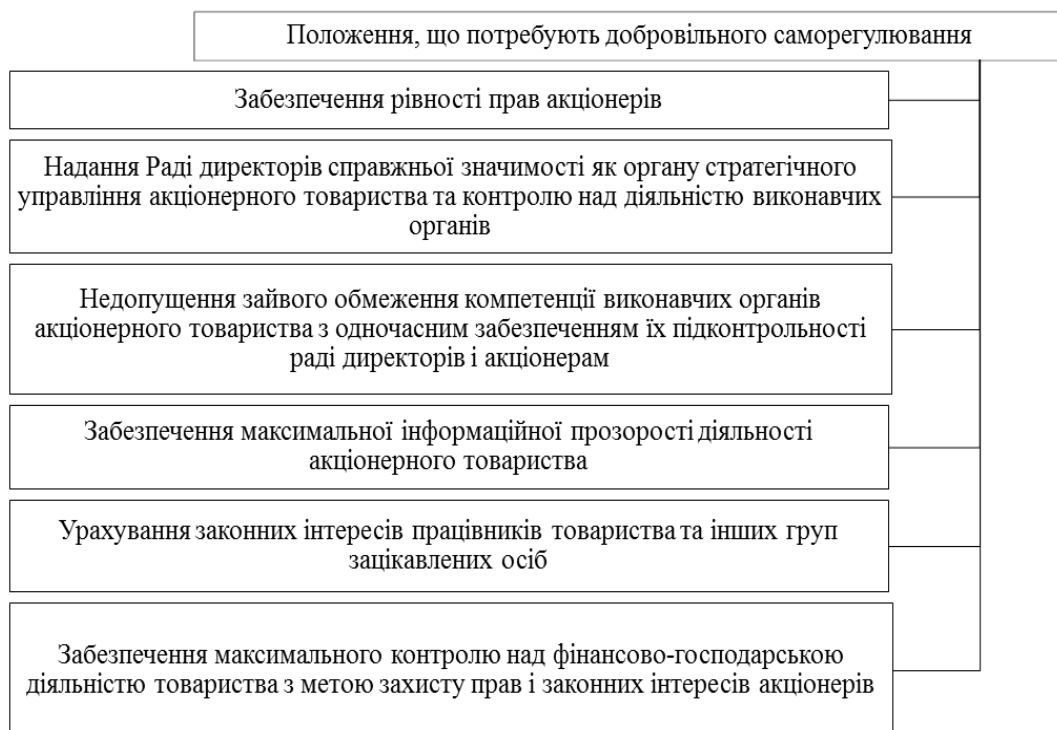 Положення, що потребують добровільного саморегулювання
Забезпечення рівності прав акціонерів
Надання Раді директорів справжньої значимості як органу стратегічного
управління акціонерного товариства та контролю над діяльністю виконавчих
органів
Недопущення зайвого обмеження компетенції виконавчих органів
акціонерного товариства з одночасним забезпеченням їх підконтрольності
раді директорів і акціонерам
Забезпечення максимальної інформаційної прозорості діяльності
акціонерного товариства
Урахування законних інтересів працівників товариства та інших груп
зацікавлених осіб
Забезпечення максимального контролю над фінансово-господарською
діяльністю товариства з метою захисту прав і законних інтересів акціонерів